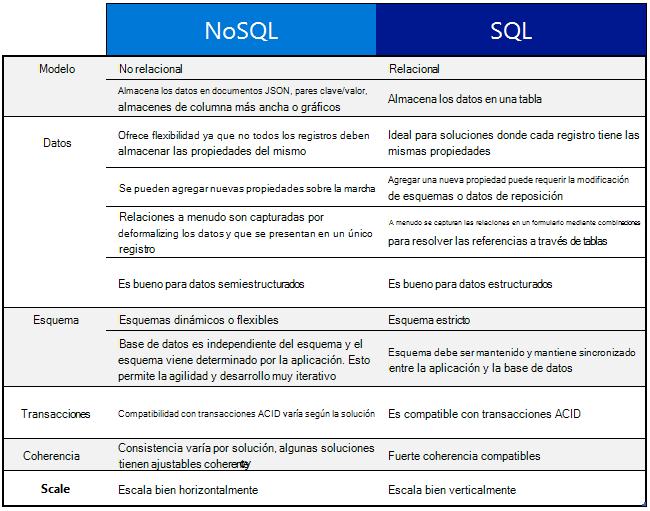 NoSQL SQL
Modelo No relacional Relacional
Almacena los datos en documentos JSON, pares clave/valor,
almacenes de columna más ancha o gráficos
Almacena los datos en una tabla
Datos
Ofrece flexibilidad ya que no todos los registros deben
almacenar las propiedades del mismo
Ideal para soluciones donde cada registro tiene las
mismas propiedades
Se pueden agregar nuevas propiedades sobre la marcha
Agregar una nueva propiedad puede requerir la modificación
de esquemas o datos de reposición
Relaciones a menudo son capturadas por
deformalizing los datos y que se presentan en un único
registro
A menudo se capturan las relaciones en un formulario mediante combinaciones
para resolver las referencias a través de tablas
Es bueno para datos semiestructurados
Es bueno para datos estructurados
Esquema Esquemas dinámicos o flexibles Esquema estricto
Base de datos es independiente del esquema y el
esquema viene determinado por la aplicación. Esto
permite la agilidad y desarrollo muy iterativo
Esquema debe ser mantenido y mantiene sincronizado
entre la aplicación y la base de datos
Transacciones Compatibilidad con transacciones ACID varía según la solución Es compatible con transacciones ACID
Coherencia
Consistencia varía por solución, algunas soluciones
tienen ajustables
Fuerte coherencia compatibles
Scale Escala bien horizontalmente Escala bien verticalmente